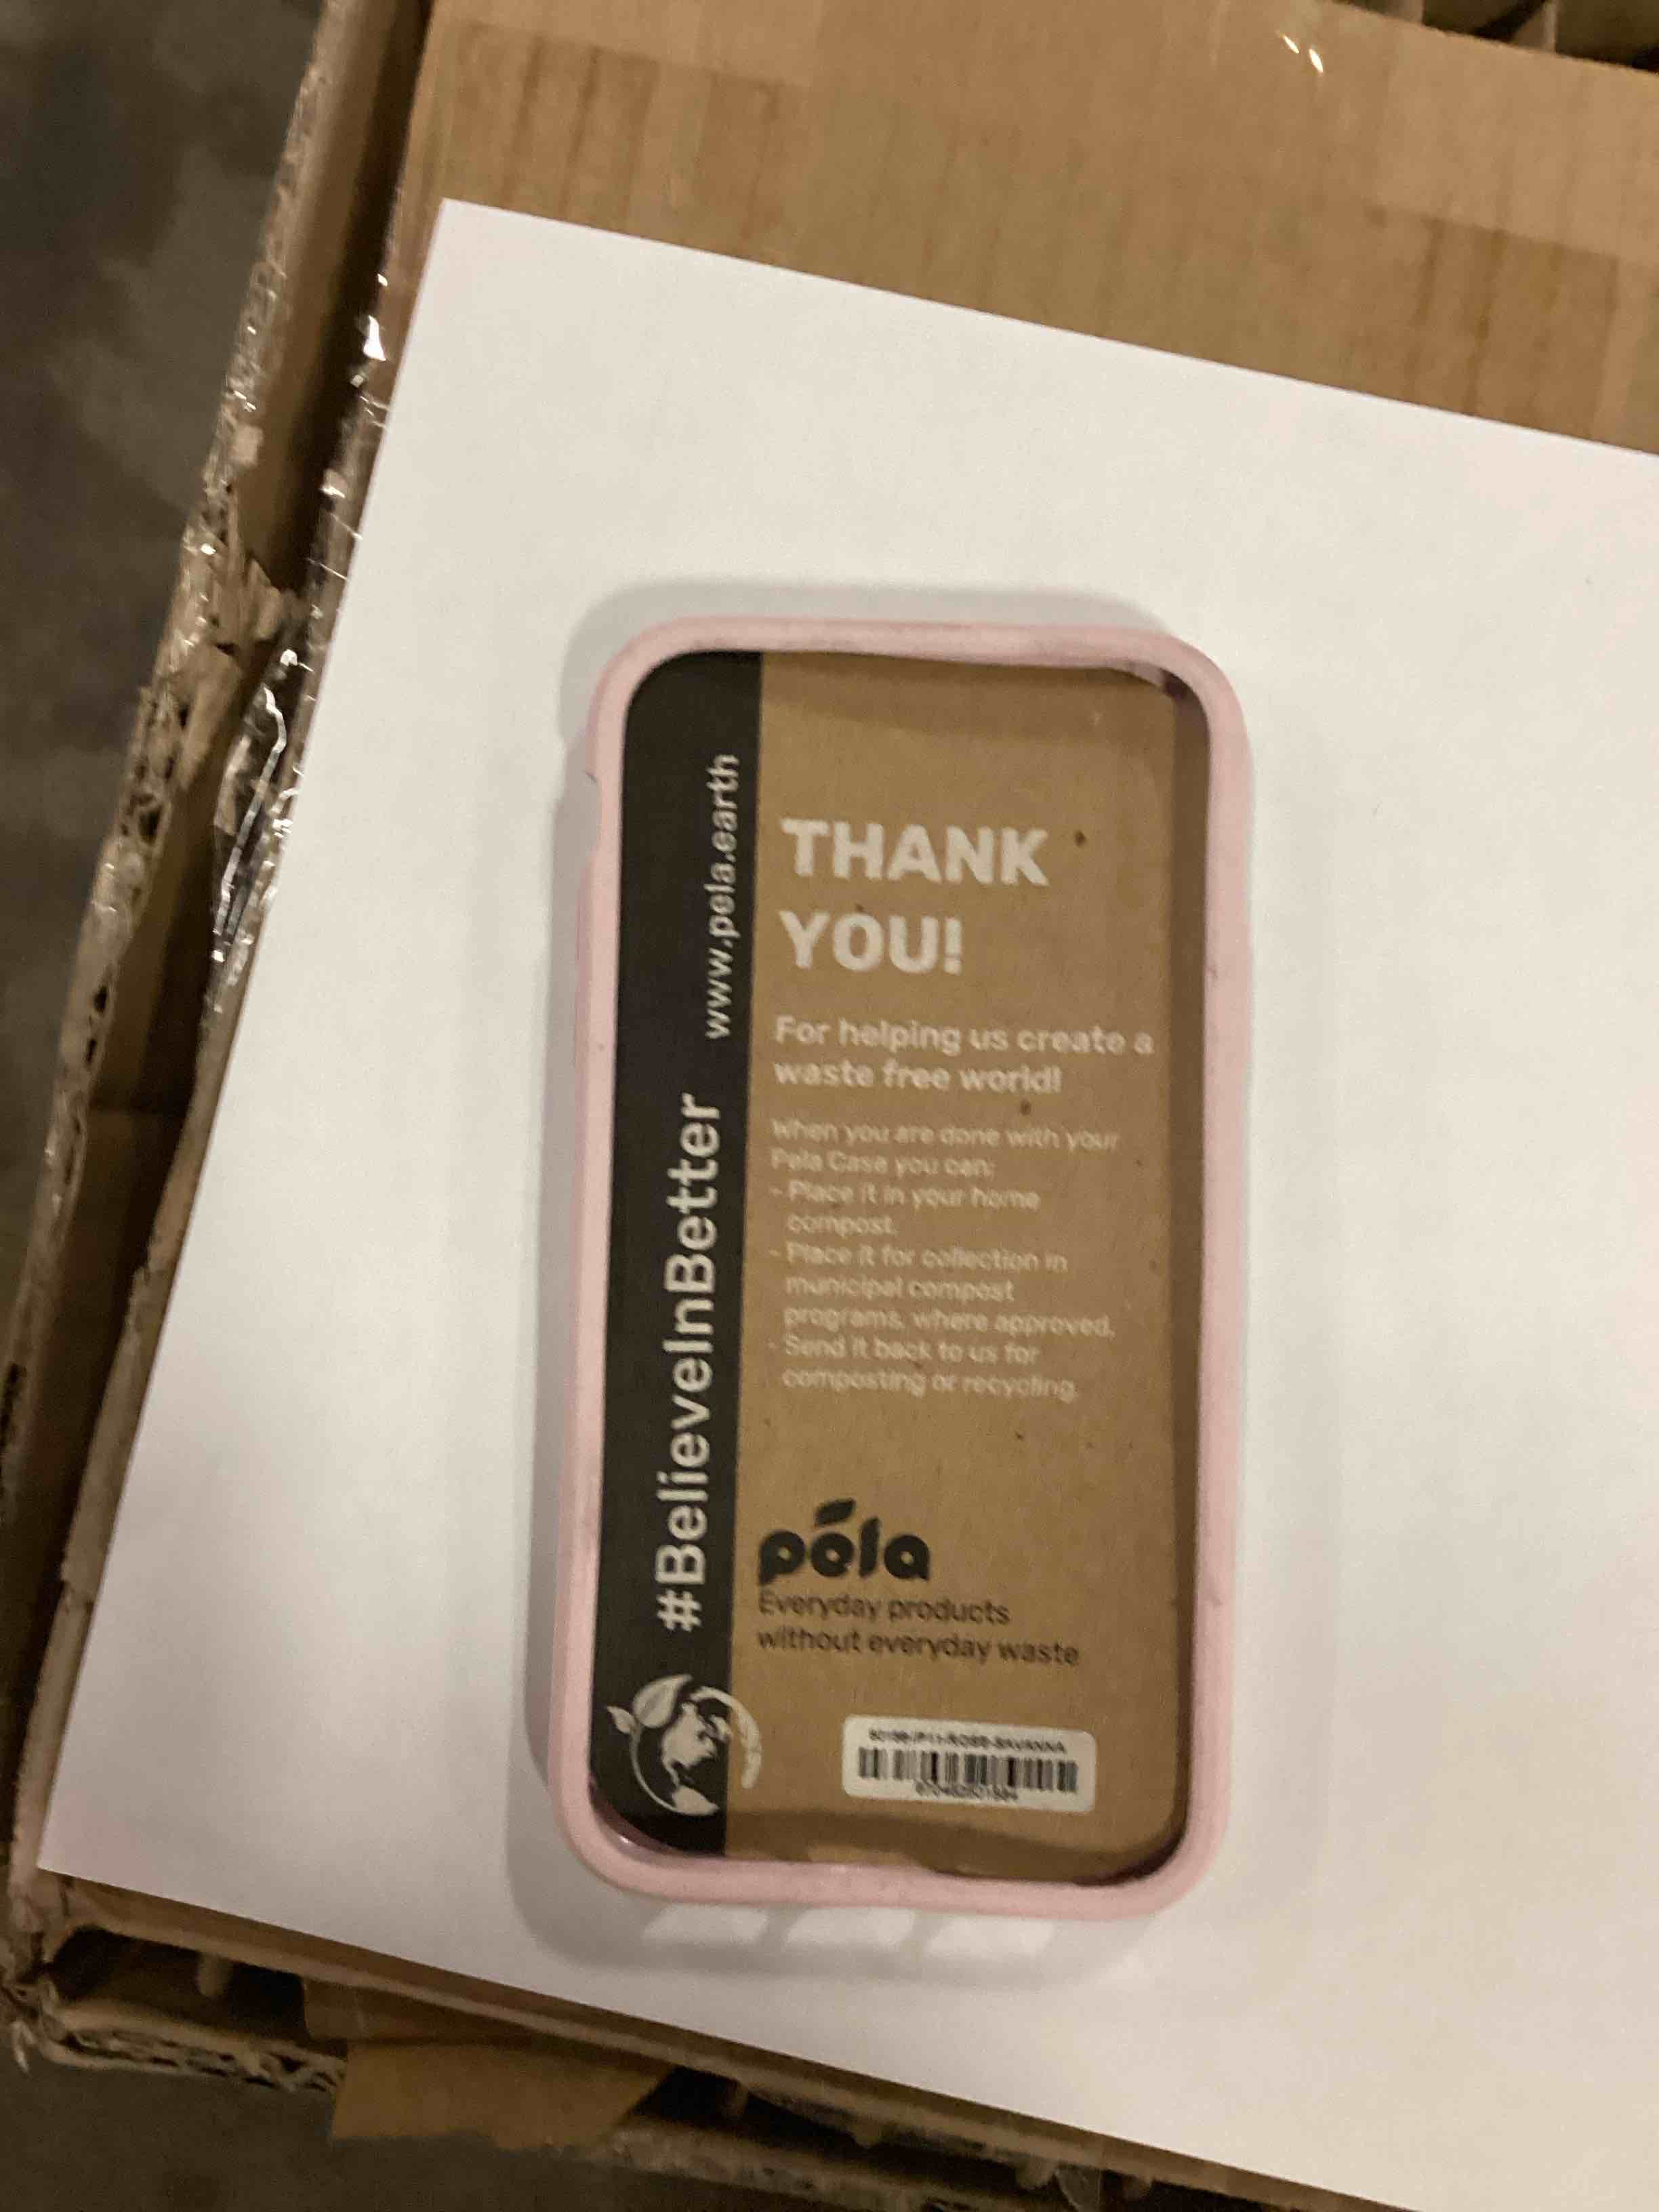 THANK
YOU!
For helping us create a
waste free world!
When you are done with your
Pela Case you can:
- Place it in your home
compost.
- Place it for collection in
municipal compost
programs, where approved.
- Send it back to us for
composting or recycling.
pela
Everyday products
without everyday waste
#BelieveInBetter
www.pela.earth